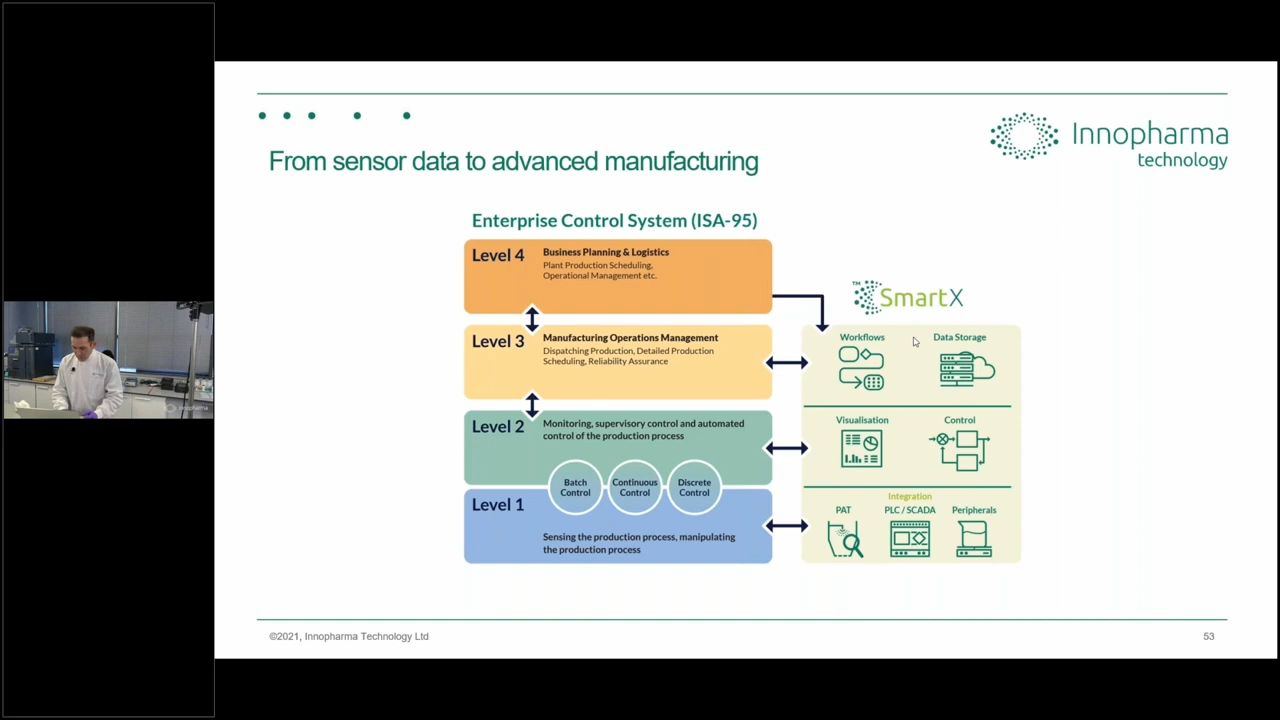 Innopharma
technology
From sensor data to advanced manufacturing
Enterprise Control System (ISA-95)
Level 4
Business Planning & Logistics
Plant Production Scheduling,
Operational Management etc.
Level 3
Manufacturing Operations Management
Dispatching Production, Detailed Production
Scheduling, Reliability Assurance
Level 2
Monitoring, supervisory control and automated
control of the production process
Batch
Control
Continuous
Control
Discrete
Control
Level 1
Sensing the production process, manipulating
the production process
™
SmartX
Workflows
Data Storage
Visualisation
Control
Integration
PAT
PLC / SCADA
Peripherals
©2021, Innopharma Technology Ltd
53